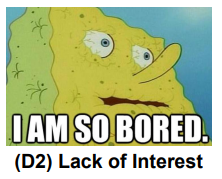 I AM SO BORED.
(D2) Lack of Interest